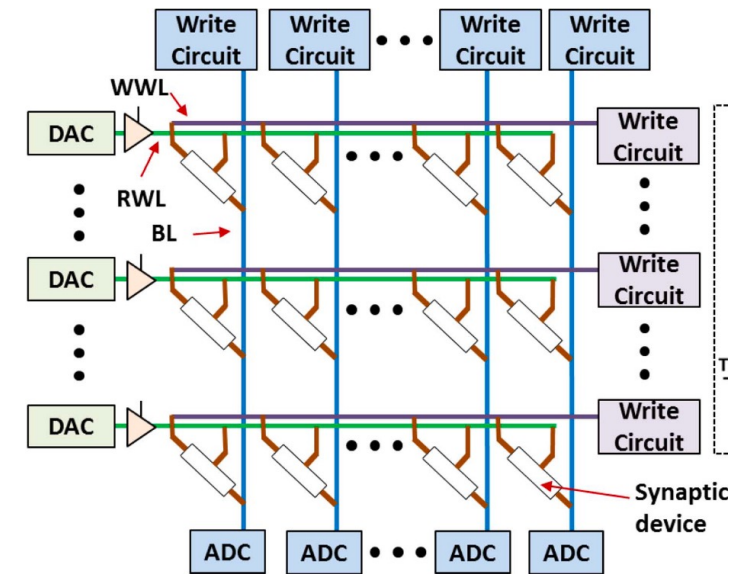 Write Circuit
Write Circuit
Write Circuit
Write Circuit
WWL
DAC
Write Circuit
RWL
BL
DAC
Write Circuit
T
DAC
Write Circuit
Synaptic device
ADC
ADC
ADC
ADC